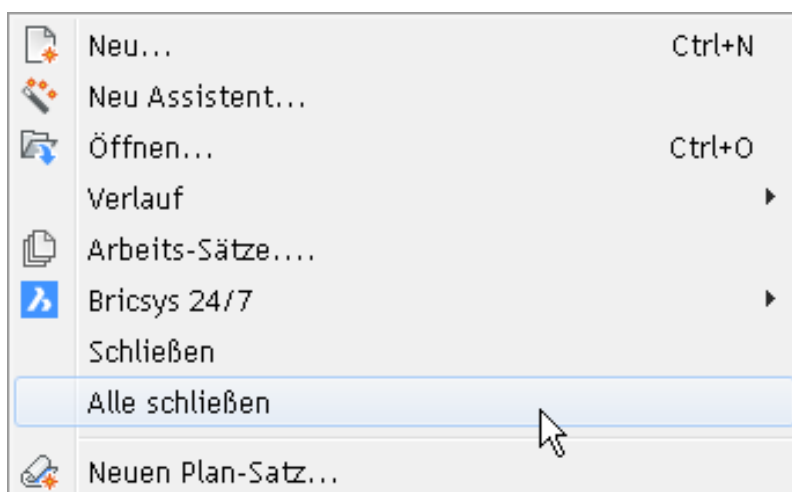 Neu... Ctrl+N
Neu Assistent...
Öffnen... Ctrl+O
Verlauf
Arbeits-Sätze....
Bricsys 24/7
Schließen
Alle schließen
Neuen Plan-Satz...